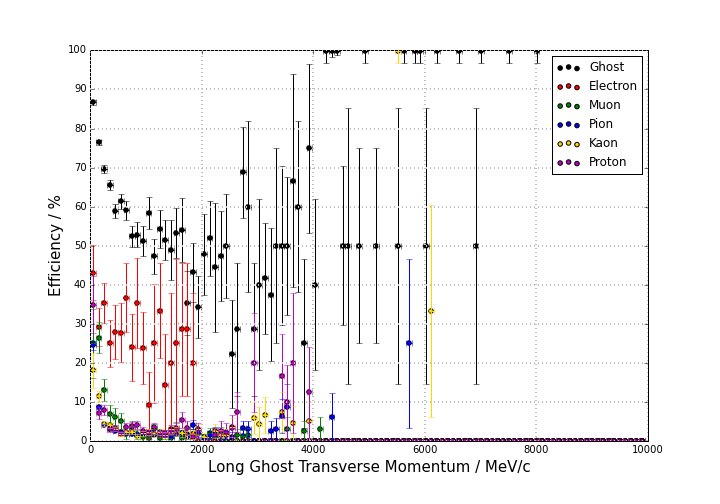 100
90
80
70
60
50
40
30
20
10
0
Efficiency / %
Ghost
Electron
Muon
Pion
Kaon
Proton
0 2000 4000 6000 8000 10000
Long Ghost Transverse Momentum / MeV/c